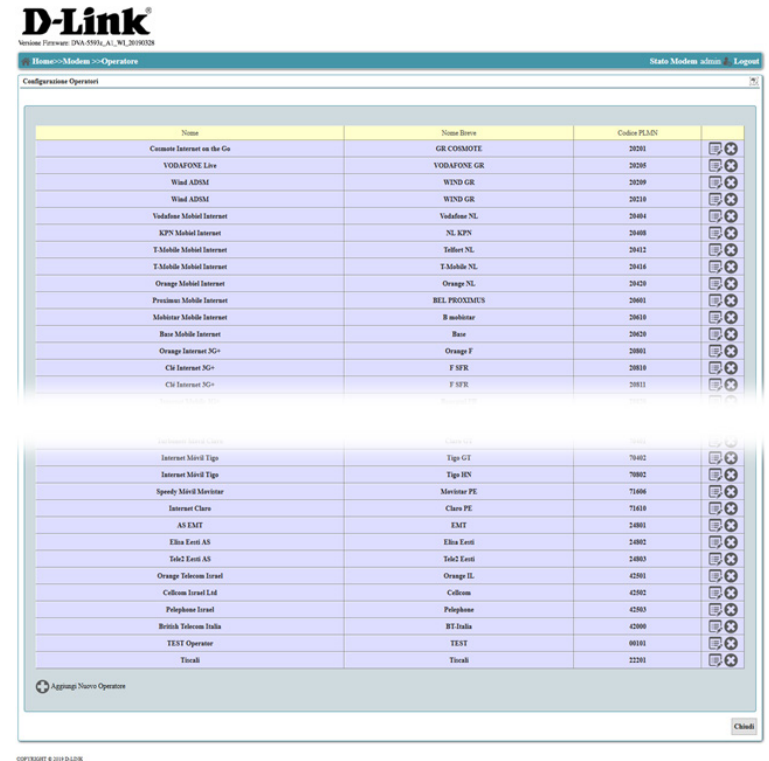 D-Link®
Versione Firmware: DVA-5593z_A1_WI_20190328
Home>>Modem >>Operatore Stato Modem admin Logout
Configurazione Operatori
Nome Nome Breve Codice PLMN
Cosmote Internet on the Go GR COSMOTE 20201
VODAFONE Live VODAFONE GR 20205
Wind ADSM WIND GR 20209
Wind ADSM WIND GR 20210
Vodafone Mobiel Internet Vodafone NL 20404
KPN Mobiel Internet NL KPN 20408
T-Mobile Mobiel Internet Telfort NL 20412
T-Mobile Mobiel Internet T-Mobile NL 20416
Orange Mobiel Internet Orange NL 20420
Proximus Mobile Internet BEL PROXIMUS 20601
Mobistar Mobile Internet B mobistar 20610
Base Mobile Internet Base 20620
Orange Internet 3G+ Orange F 20801
Clé Internet 3G+ F SFR 20810
Clé Internet 3G+ F SFR 20811
Internet Móvil Tigo Tigo GT 70402
Internet Móvil Tigo Tigo HN 70802
Speedy Móvil Movistar Movistar PE 71606
Internet Claro Claro PE 71610
AS EMT EMT 24801
Elisa Eesti AS Elisa Eesti 24802
Tele2 Eesti AS Tele2 Eesti 24803
Orange Telecom Israel Orange IL 42501
Cellcom Israel Ltd Cellcom 42502
Pelephone Israel Pelephone 42503
British Telecom Italia BT-Italia 42000
TEST Operator TEST 00101
Tiscali Tiscali 22201
Aggiungi Nuovo Operatore
Chiudi
COPYRIGHT © 2019 D-LINK